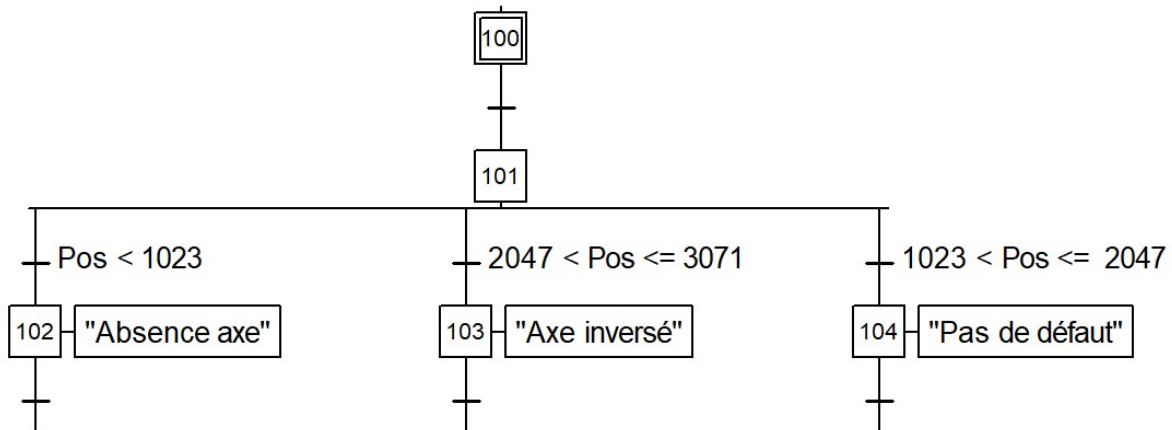 100
101
Pos < 1023
2047 < Pos <= 3071
1023 < Pos <= 2047
102
"Absence axe"
103
"Axe inversé"
104
"Pas de défaut"